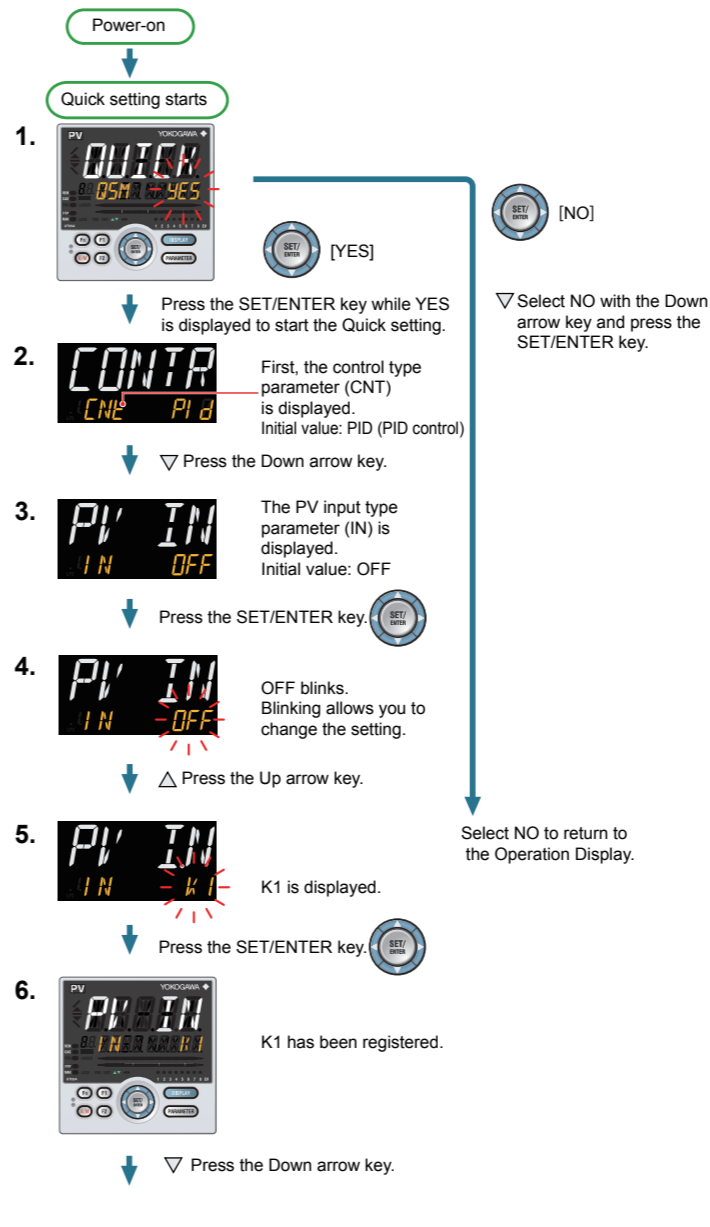 Power-on
Quick setting starts
1.
PV
YOKOGAWA
QUICK
QSM YES
DISPLAY
PARAMETER
SET/
ENTER
[YES]
SET/
ENTER
[NO]
Press the SET/ENTER key while YES
is displayed to start the Quick setting.
▽ Select NO with the Down
arrow key and press the
SET/ENTER key.
2.
CONTR
CNT PID
First, the control type
parameter (CNT)
is displayed.
Initial value: PID (PID control)
▽ Press the Down arrow key.
3.
PV IN
IN OFF
The PV input type
parameter (IN) is
displayed.
Initial value: OFF
Press the SET/ENTER key.
SET/
ENTER
4.
PV IN
IN OFF
OFF blinks.
Blinking allows you to
change the setting.
△ Press the Up arrow key.
5.
PV IN
IN K1
K1 is displayed.
Select NO to return to
the Operation Display.
Press the SET/ENTER key.
SET/
ENTER
6.
PV
YOKOGAWA
PV IN
IN K1
DISPLAY
PARAMETER
K1 has been registered.
▽ Press the Down arrow key.